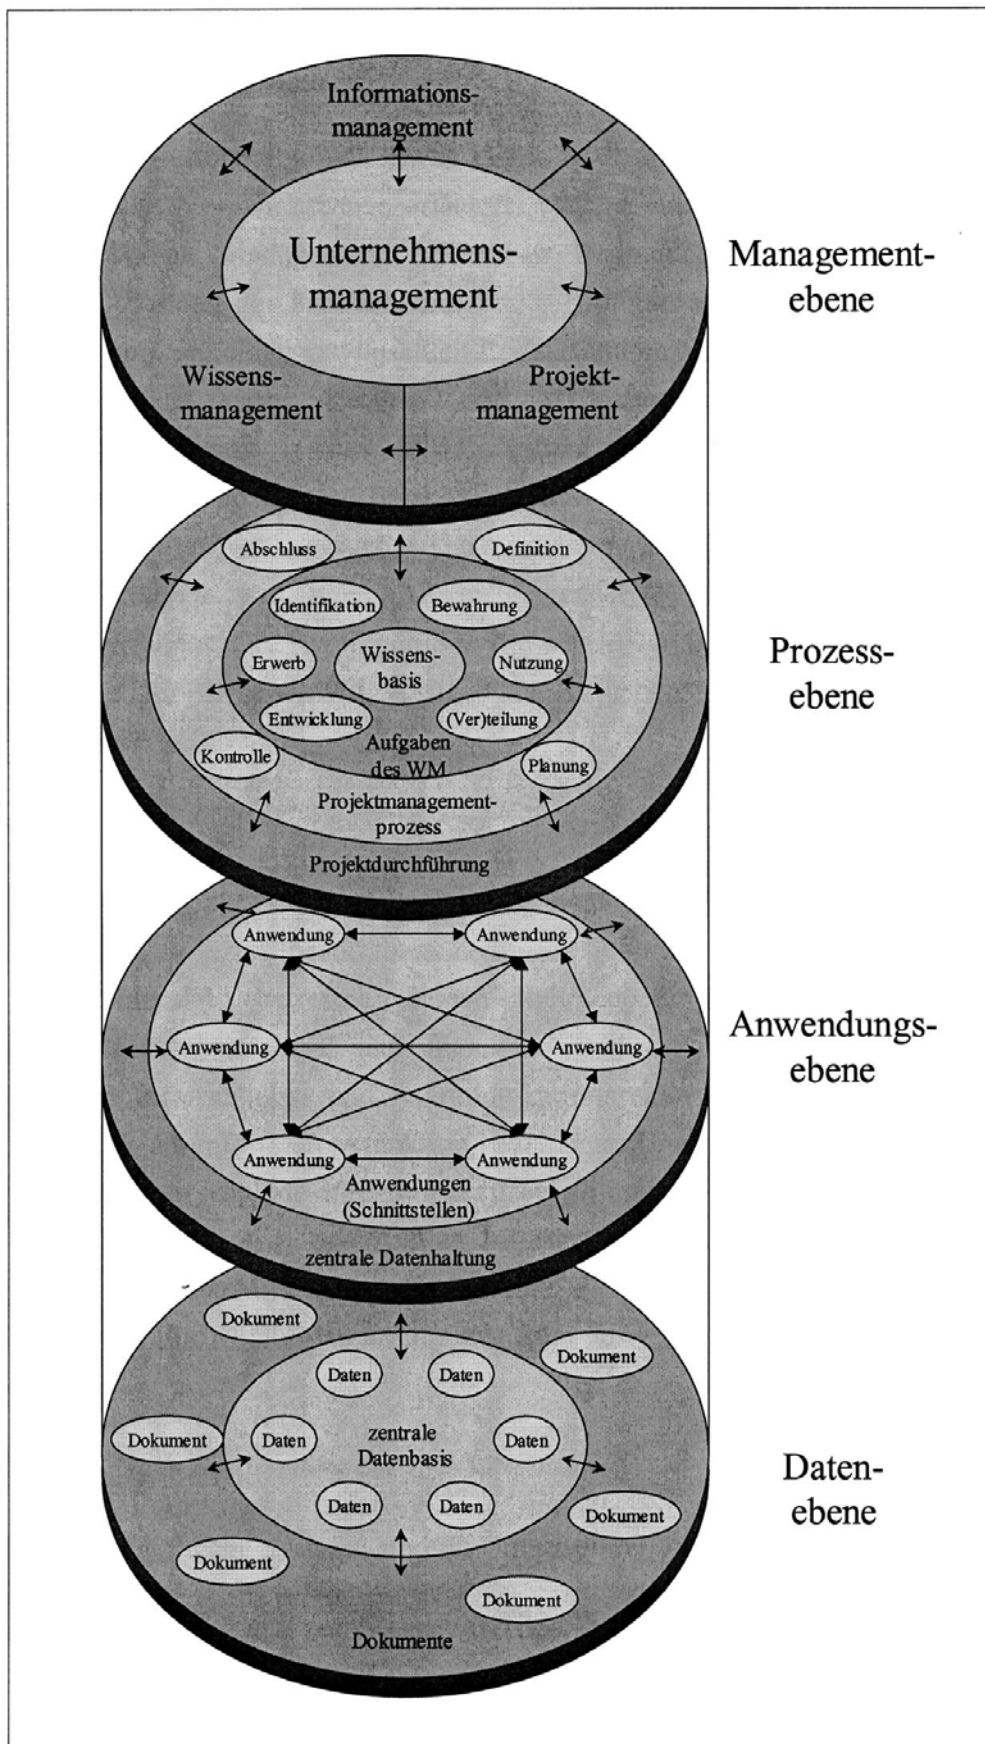 Informations-
management
Unternehmens-
management
Wissens-
management
Projekt-
management
Management-
ebene
Abschluss
Definition
Identifikation
Bewahrung
Erwerb
Wissens-
basis
Nutzung
Entwicklung
(Ver)teilung
Aufgaben
des WM
Kontrolle
Planung
Projektmanagement-
prozess
Projektdurchführung
Prozess-
ebene
Anwendung
Anwendung
Anwendung
Anwendung
Anwendung
Anwendung
Anwendungen
(Schnittstellen)
zentrale Datenhaltung
Anwendungs-
ebene
Dokument
Dokument
Daten
Daten
Dokument
Daten
zentrale
Datenbasis
Daten
Daten
Daten
Dokument
Dokument
Dokument
Dokumente
Daten-
ebene